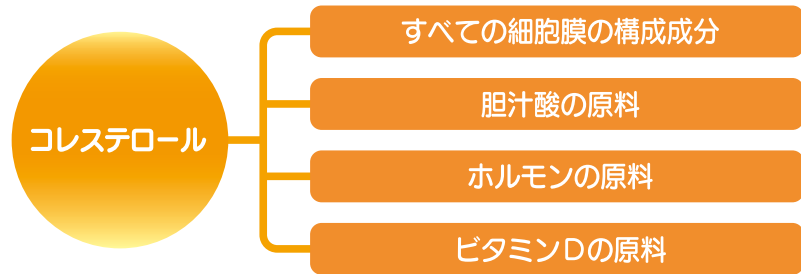 コレステロール
すべての細胞膜の構成成分
胆汁酸の原料
ホルモンの原料
ビタミンDの原料